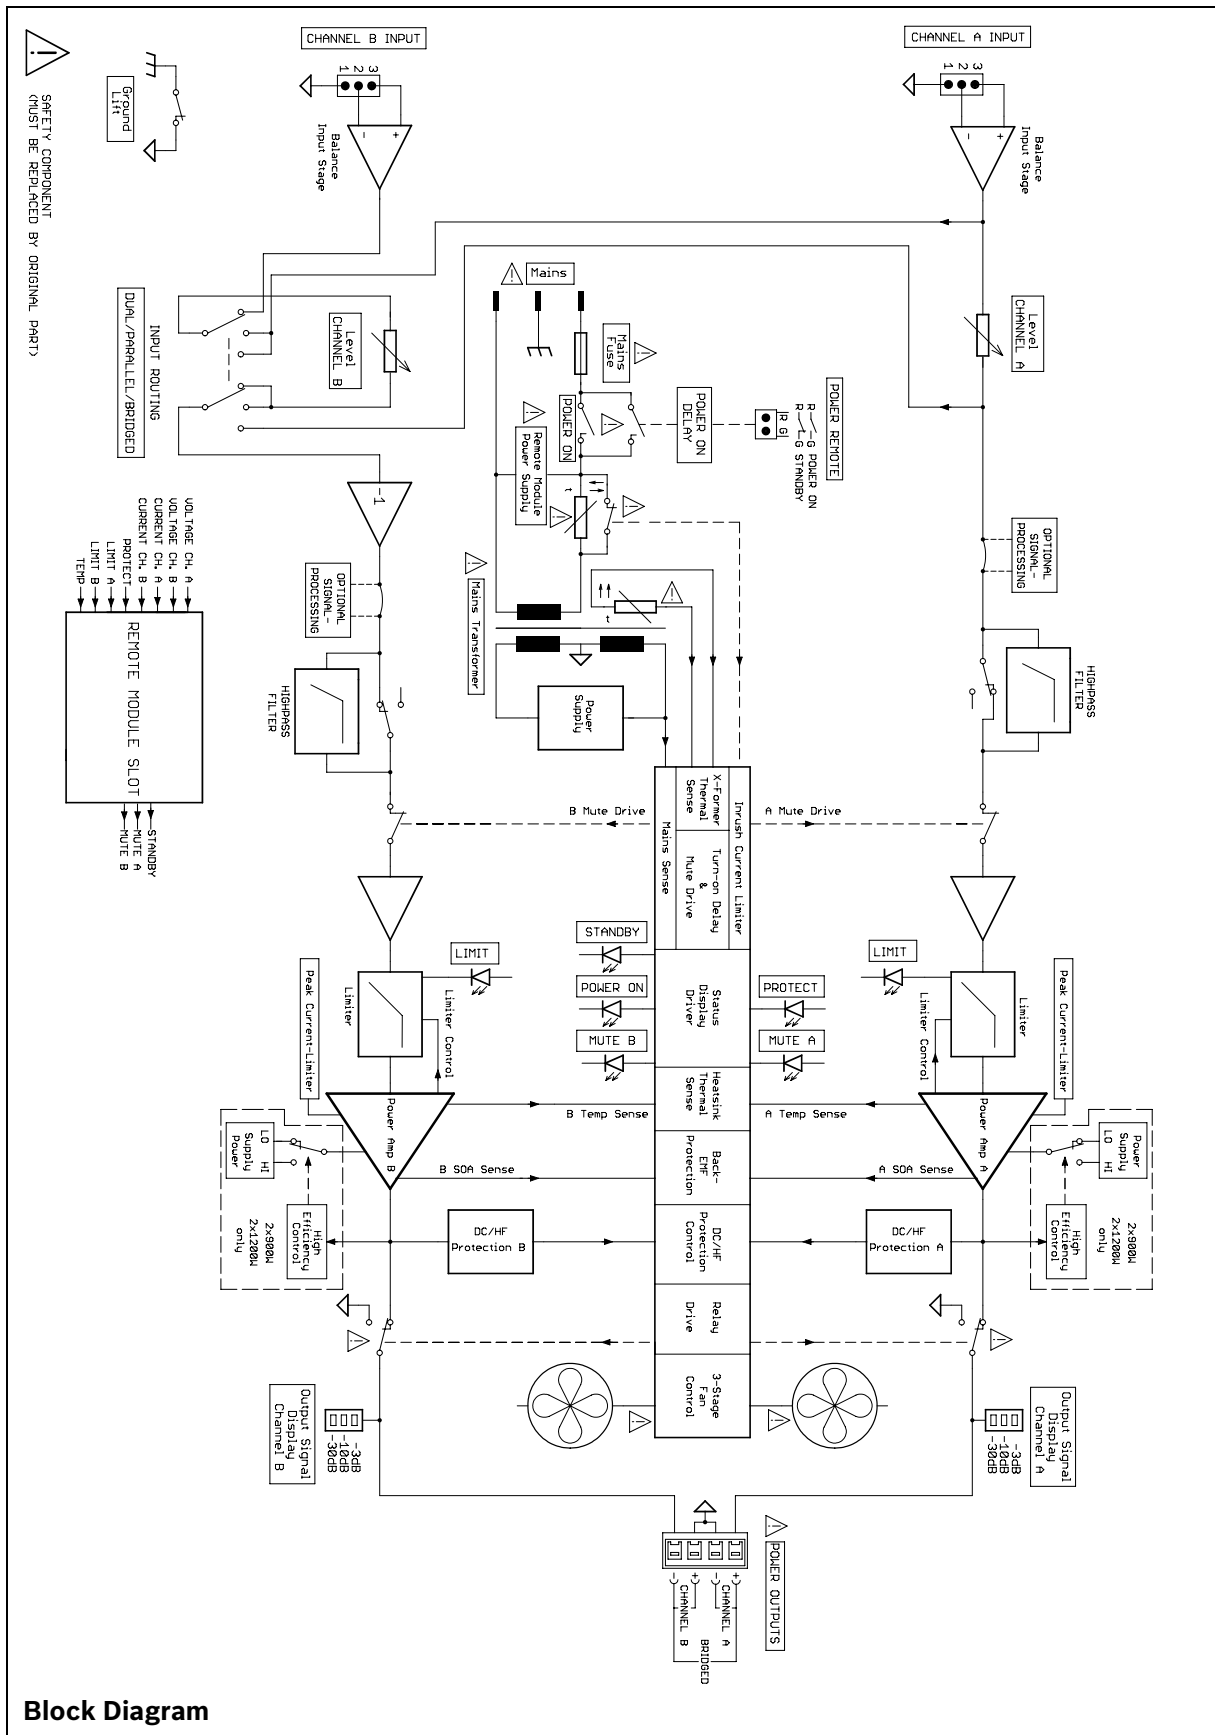 CHANNEL B INPUT
1 2 3
-
+
Balance
Input Stage
CHANNEL A INPUT
1 2 3
-
+
Balance
Input Stage
Ground
Lift
SAFETY COMPONENT
(MUST BE REPLACED BY ORIGINAL PART)
INPUT ROUTING
DUAL/PARALLEL/BRIDGED
Level
CHANNEL B
Level
CHANNEL A
Mains
Mains
Fuse
POWER ON
POWER ON
DELAY
R G
R G POWER ON
R G STANDBY
POWER REMOTE
Remote Module
Power Supply
t
Mains Transformer
t
Power
Supply
-1
OPTIONAL
SIGNAL-
PROCESSING
HIGHPASS
FILTER
OPTIONAL
SIGNAL-
PROCESSING
HIGHPASS
FILTER
VOLTAGE CH. A
VOLTAGE CH. B
CURRENT CH. A
CURRENT CH. B
PROTECT
LIMIT A
LIMIT B
TEMP
REMOTE MODULE SLOT
STANDBY
MUTE A
MUTE B
B Mute Drive
A Mute Drive
Inrush Current Limiter
X-Former
Thermal
Sense
Turn-on Delay
&
Mute Drive
Mains Sense
STANDBY
POWER ON
MUTE B
Status
Display
Driver
PROTECT
MUTE A
LIMIT
Limiter
Limiter Control
Peak Current-Limiter
LIMIT
Limiter
Limiter Control
Peak Current-Limiter
Power Amp B
Power Amp A
B Temp Sense
Heatsink
Thermal
Sense
A Temp Sense
B SOA Sense
Back-
EMF
Protection
A SOA Sense
LO HI
Supply
Power
High
Efficiency
Control
2x900W
2x1200W
only
Power
Supply
LO HI
High
Efficiency
Control
2x900W
2x1200W
only
DC/HF
Protection B
DC/HF
Protection
Control
DC/HF
Protection A
Relay
Drive
3-Stage
Fan
Control
-3dB
-10dB
-30dB
Output Signal
Display
Channel B
-3dB
-10dB
-30dB
Output Signal
Display
Channel A
POWER OUTPUTS
- + - +
CHANNEL B
CHANNEL A
BRIDGED
Block Diagram